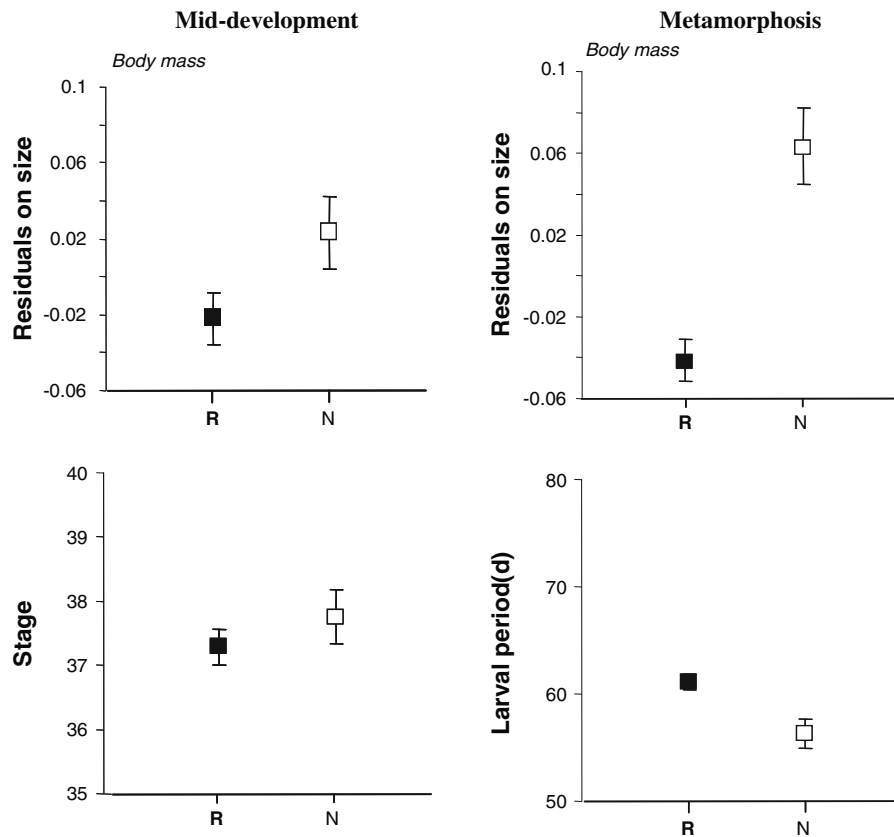 Mid-development
Body mass
Residuals on size
0.1
0.06
0.02
-0.02
-0.06
R N
Metamorphosis
Body mass
Residuals on size
0.1
0.06
0.02
-0.02
-0.06
R N
Stage
40
39
38
37
36
35
R N
Larval period(d)
80
70
60
50
R N